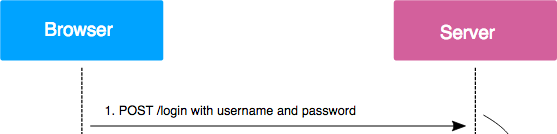 Browser
Server
1. POST /login with username and password